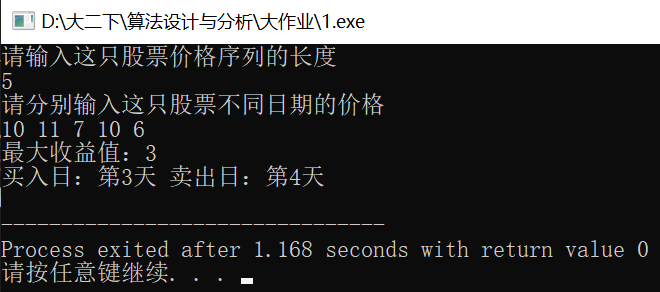 D:\大二下\算法设计与分析\大作业\1.exe
请输入这只股票价格序列的长度
5
请分别输入这只股票不同日期的价格
10 11 7 10 6
最大收益值：3
买入日：第3天 卖出日：第4天
--------------------------------
Process exited after 1.168 seconds with return value 0
请按任意键继续. . .